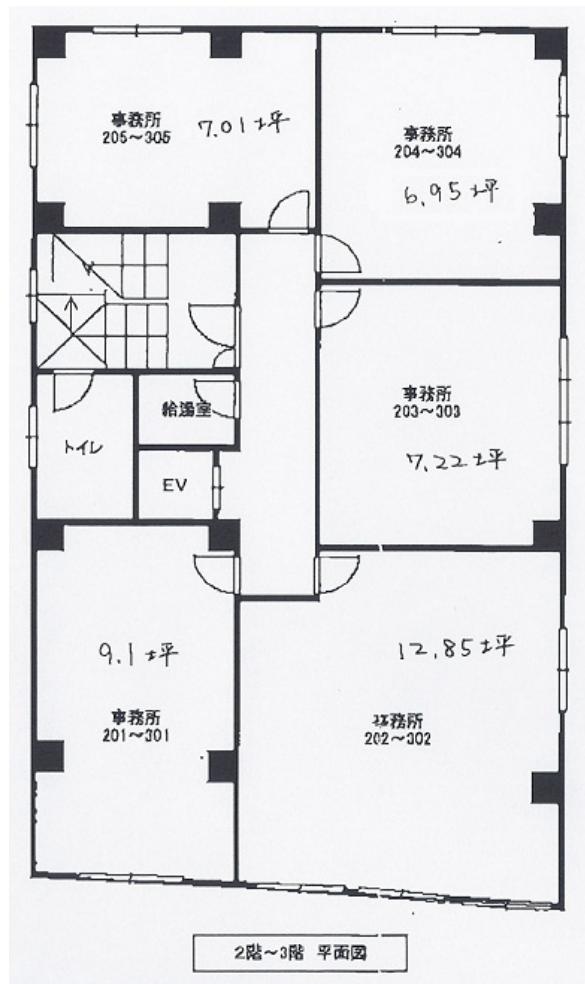 事務所
205～305
7.01坪
事務所
204～304
6.95坪
事務所
203～303
7.22坪
給湯室
トイレ
EV
9.1坪
事務所
201～301
12.85坪
事務所
202～302
2階～3階 平面図